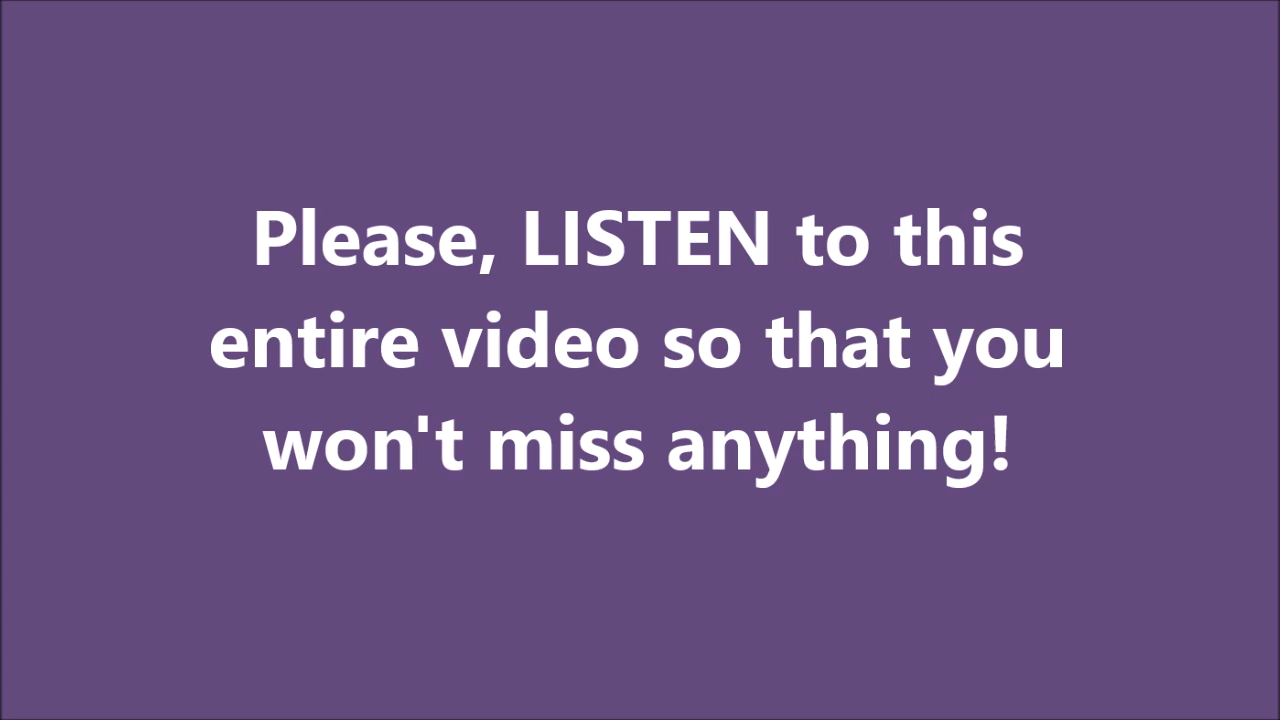 Please, LISTEN to this
entire video so that you
won't miss anything!